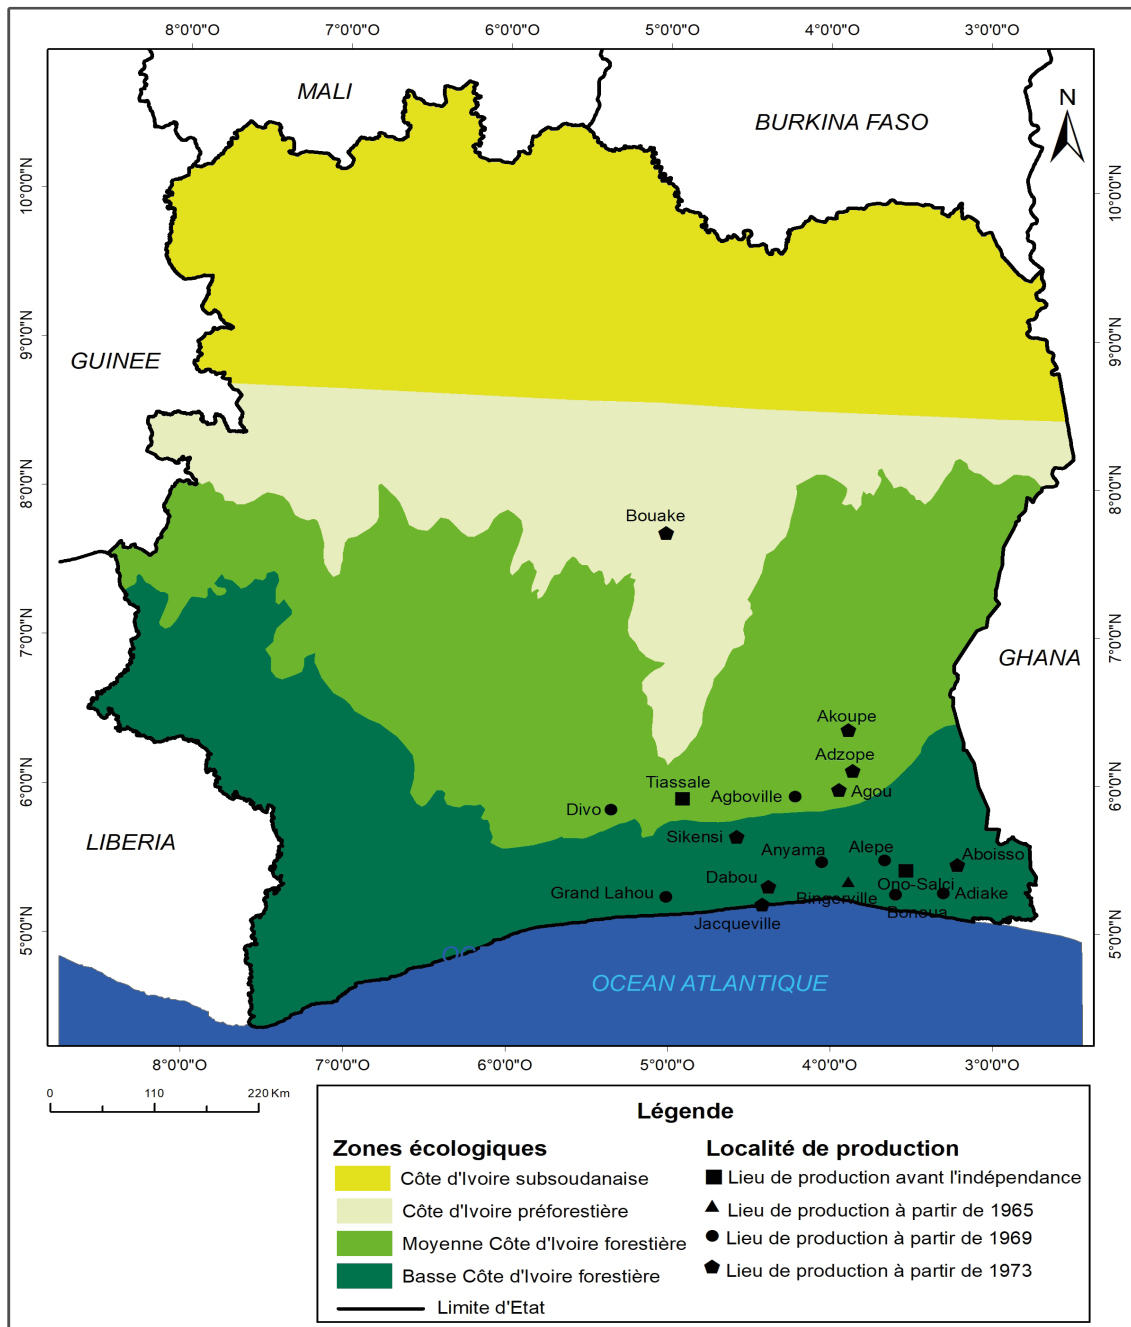 8°0'0"O 7°0'0"O 6°0'0"O 5°0'0"O 4°0'0"O 3°0'0"O
MALI
BURKINA FASO
N
10°0'0"N 10°0'0"N
9°0'0"N 9°0'0"N
GUINEE
8°0'0"N 8°0'0"N
Bouake
7°0'0"N 7°0'0"N
GHANA
Akoupe
Adzope
6°0'0"N 6°0'0"N
Tiassale
Agboville
Agou
Divo
LIBERIA
Sikensi
Anyama
Alepe
Aboisso
Dabou
Ono-Salci
Grand Lahou
Bingerville
Adiake
Bonoua
Jacqueville
5°0'0"N 5°0'0"N
OC
OCEAN ATLANTIQUE
8°0'0"O 7°0'0"O 6°0'0"O 5°0'0"O 4°0'0"O 3°0'0"O
0 110 220 Km
Légende
Zones écologiques
Côte d'Ivoire subsoudanaise
Côte d'Ivoire préforestière
Moyenne Côte d'Ivoire forestière
Basse Côte d'Ivoire forestière
Limite d'Etat
Localité de production
Lieu de production avant l'indépendance
Lieu de production à partir de 1965
Lieu de production à partir de 1969
Lieu de production à partir de 1973